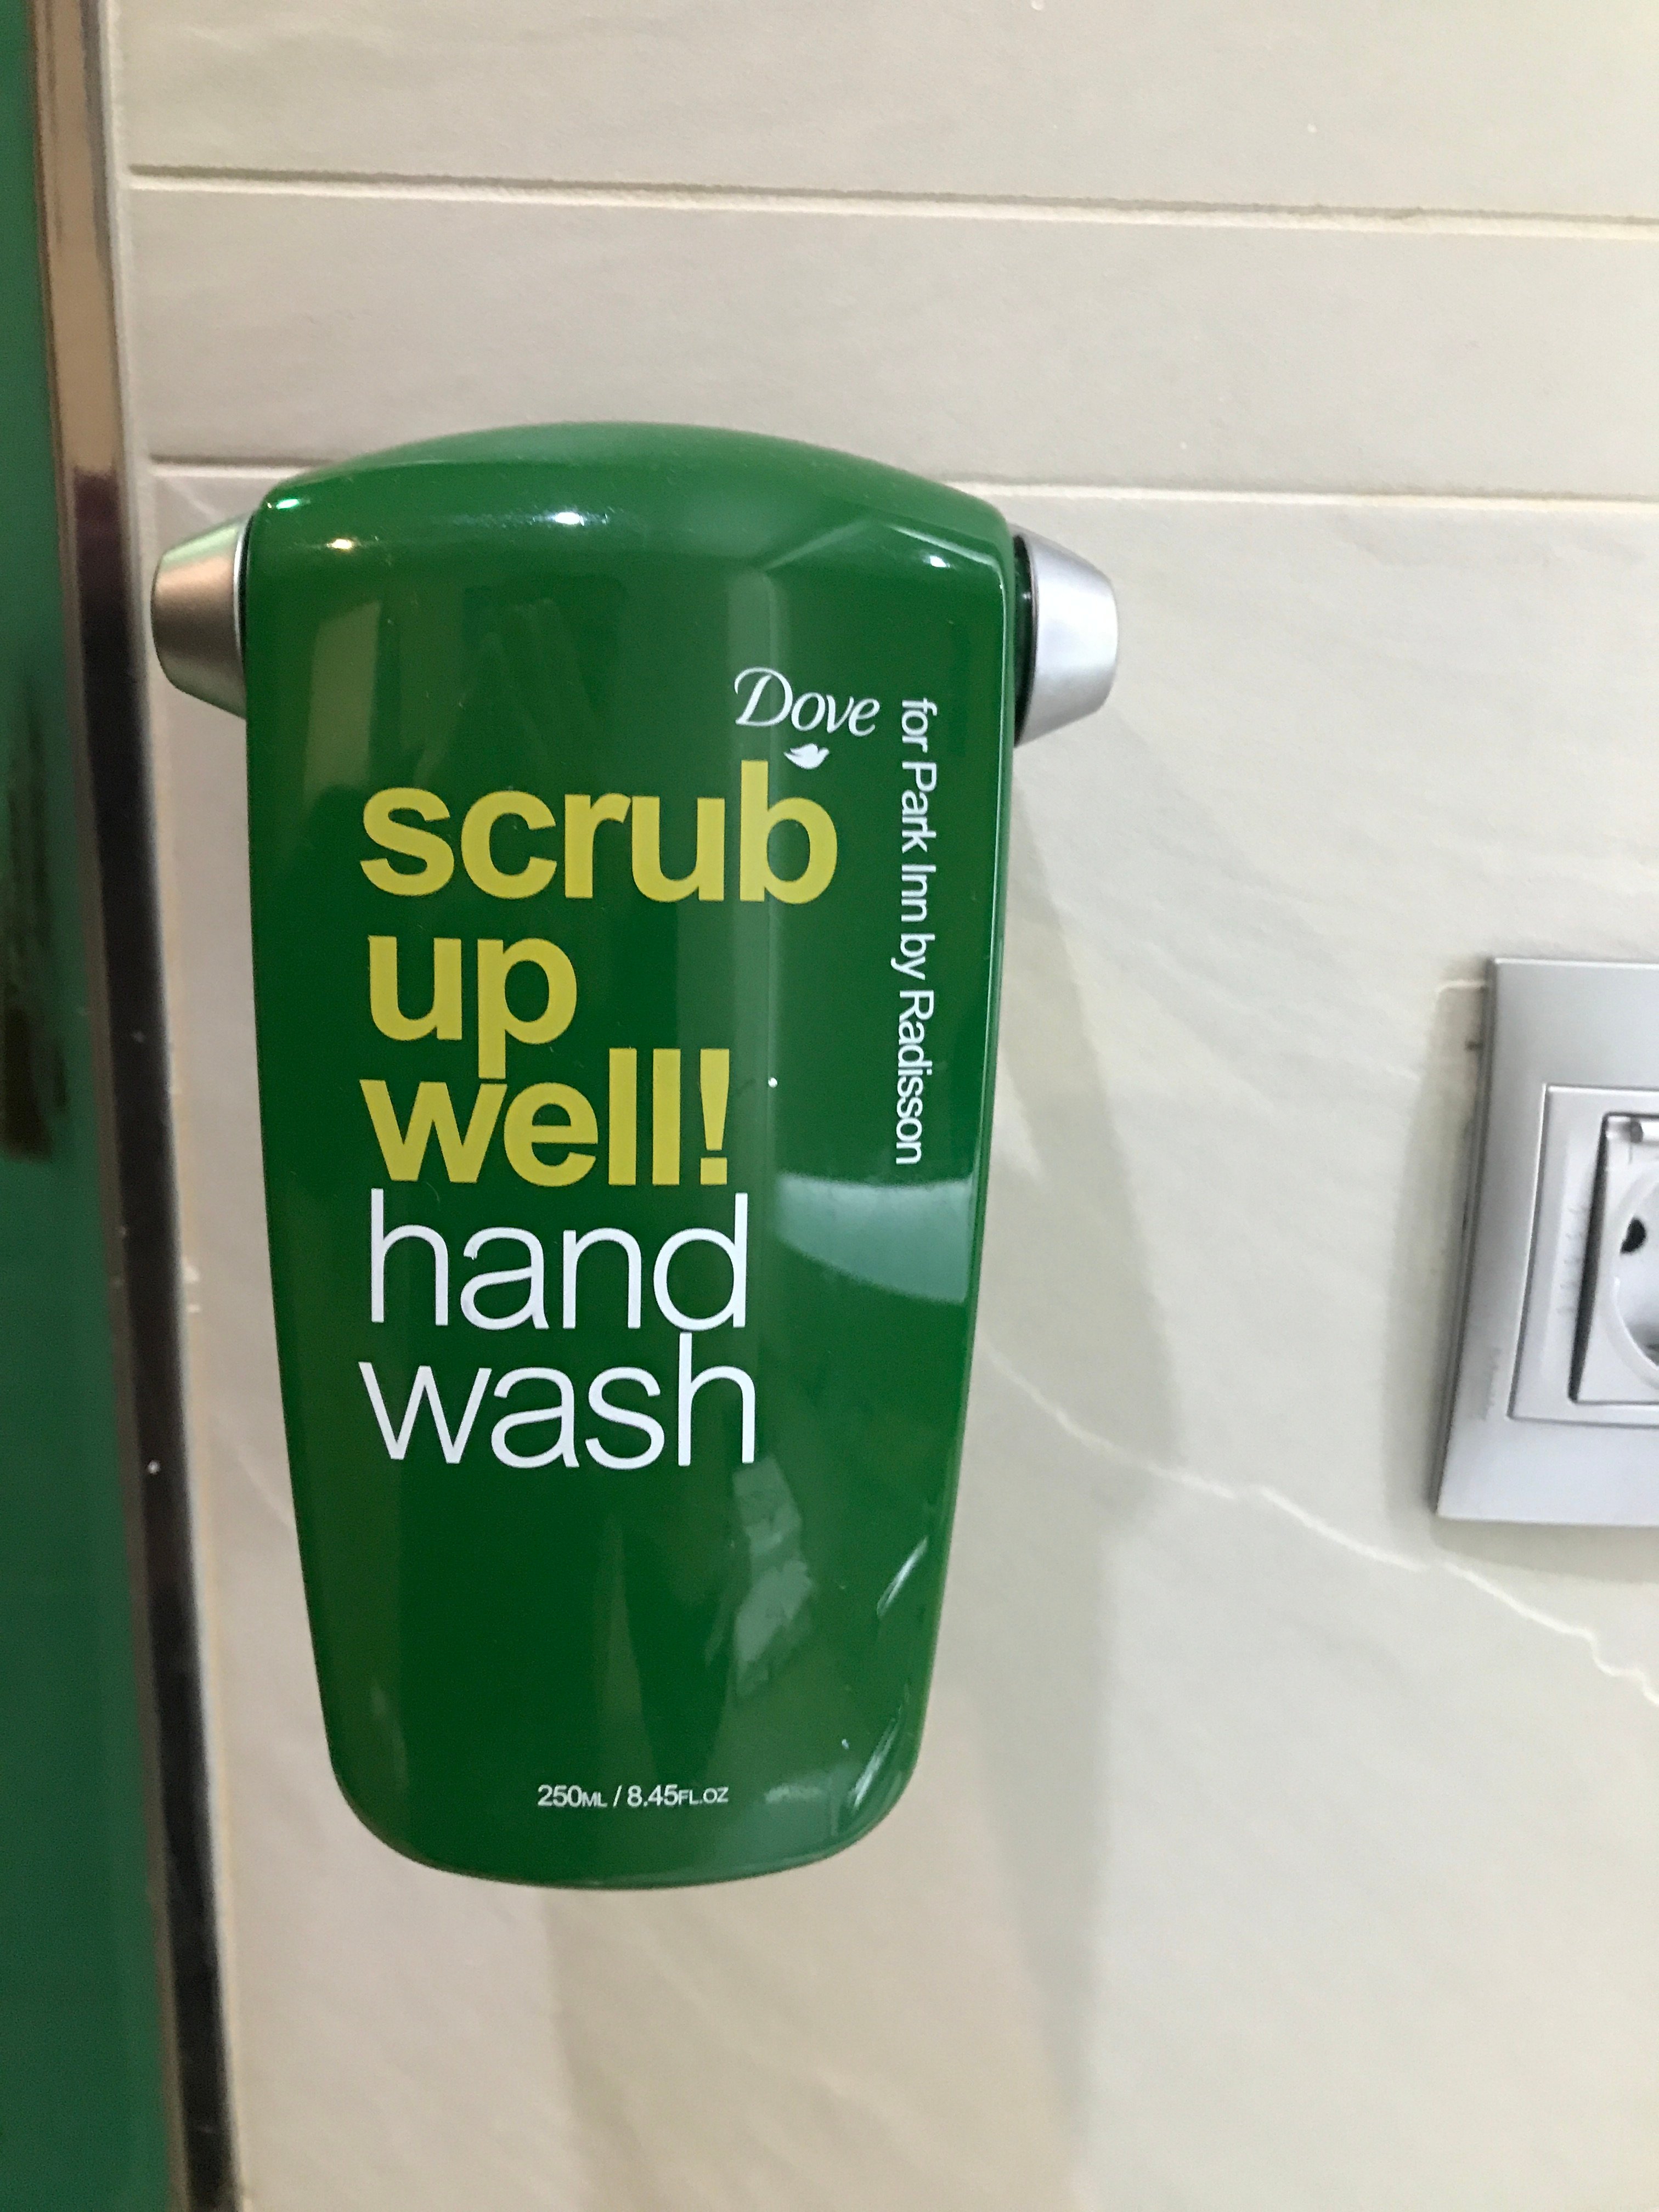 Dove
for Park Inn by Radisson
scrub
up
well!
hand
wash
250ML / 8.45FL.OZ